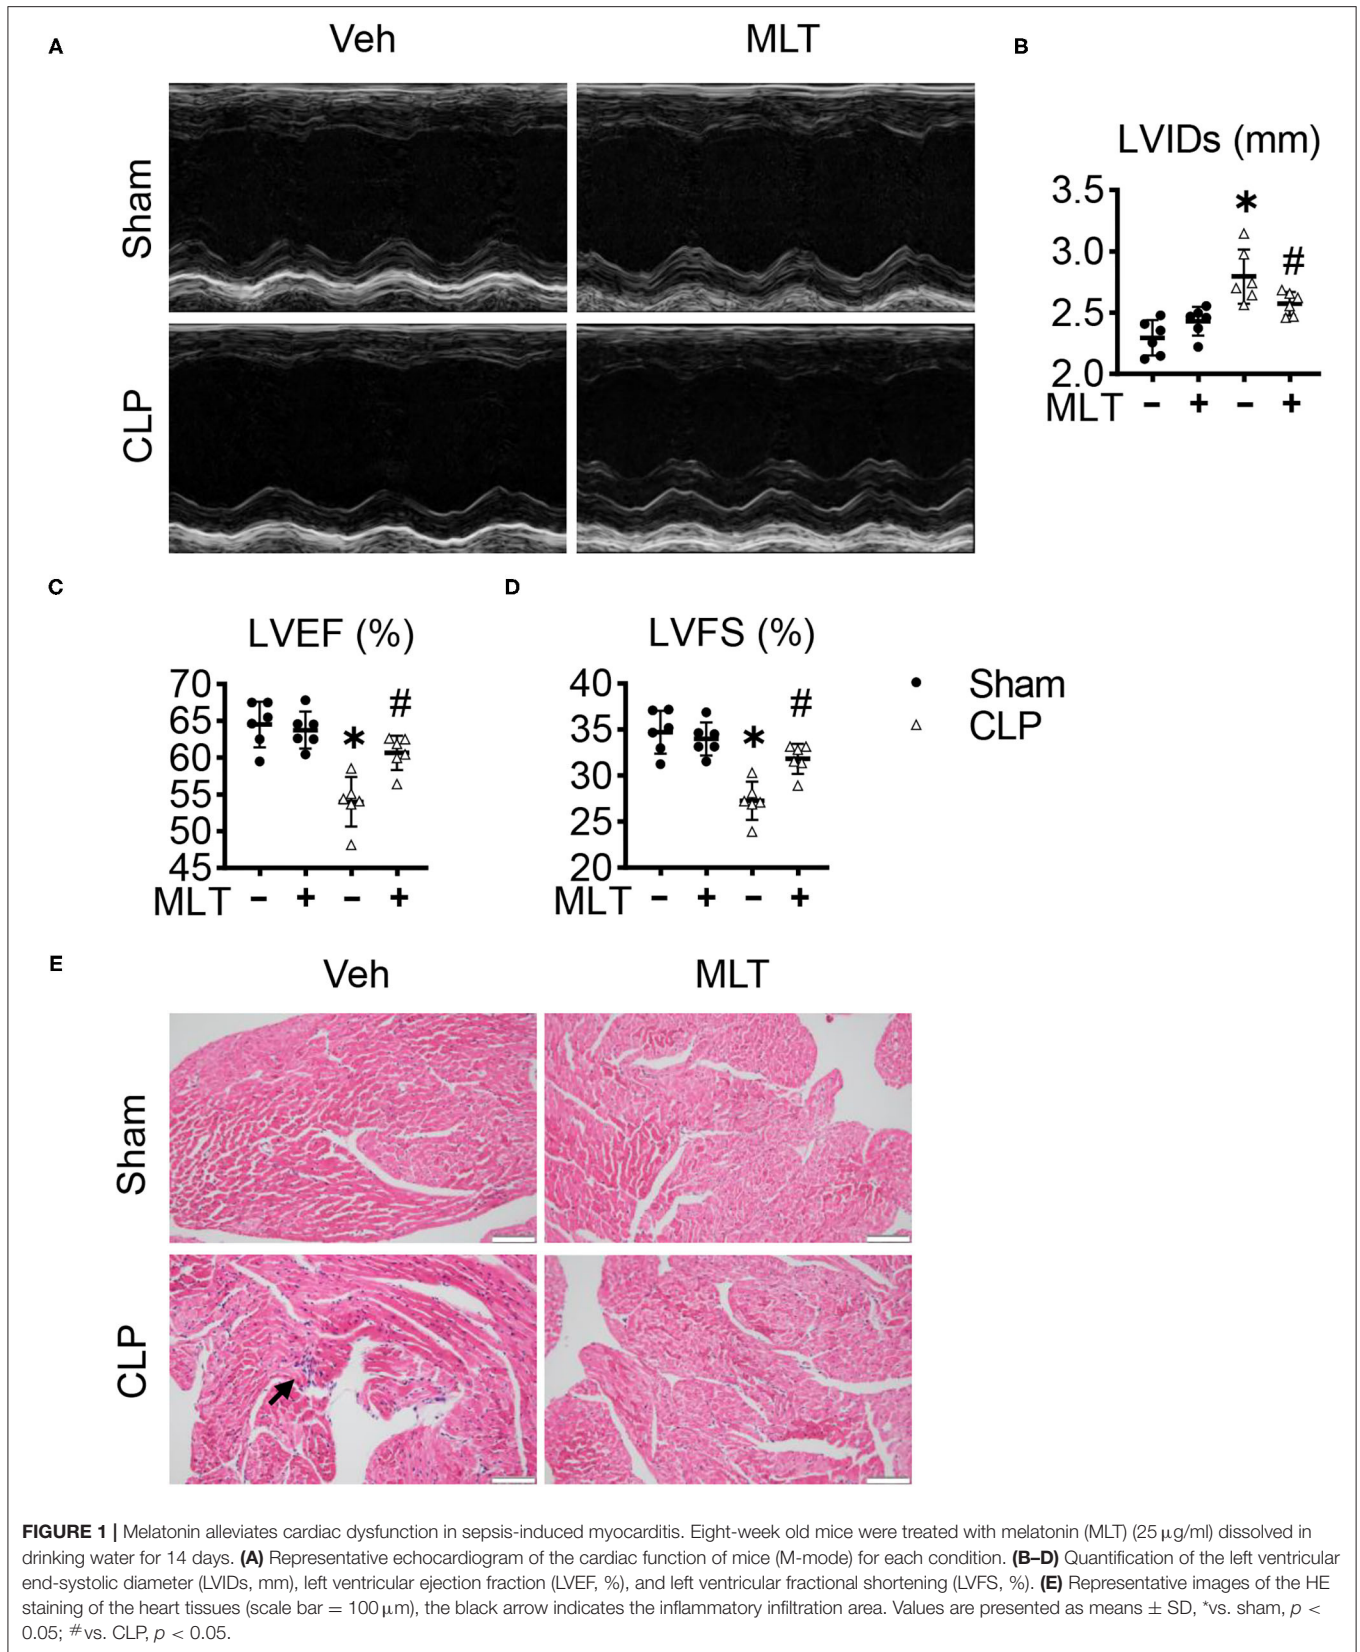 A
Veh
MLT
Sham
CLP
B
LVIDs (mm)
3.5
3.0
2.5
2.0
MLT − + − +
*
#
C
LVEF (%)
70
65
60
55
50
45
MLT − + − +
*
#
D
LVFS (%)
40
35
30
25
20
MLT − + − +
*
#
Sham
CLP
E
Veh
MLT
Sham
CLP
FIGURE 1 | Melatonin alleviates cardiac dysfunction in sepsis-induced myocarditis. Eight-week old mice were treated with melatonin (MLT) (25 μg/ml) dissolved in
drinking water for 14 days. (A) Representative echocardiogram of the cardiac function of mice (M-mode) for each condition. (B–D) Quantification of the left ventricular
end-systolic diameter (LVIDs, mm), left ventricular ejection fraction (LVEF, %), and left ventricular fractional shortening (LVFS, %). (E) Representative images of the HE
staining of the heart tissues (scale bar = 100 μm), the black arrow indicates the inflammatory infiltration area. Values are presented as means ± SD, *vs. sham, p <
0.05; #vs. CLP, p < 0.05.